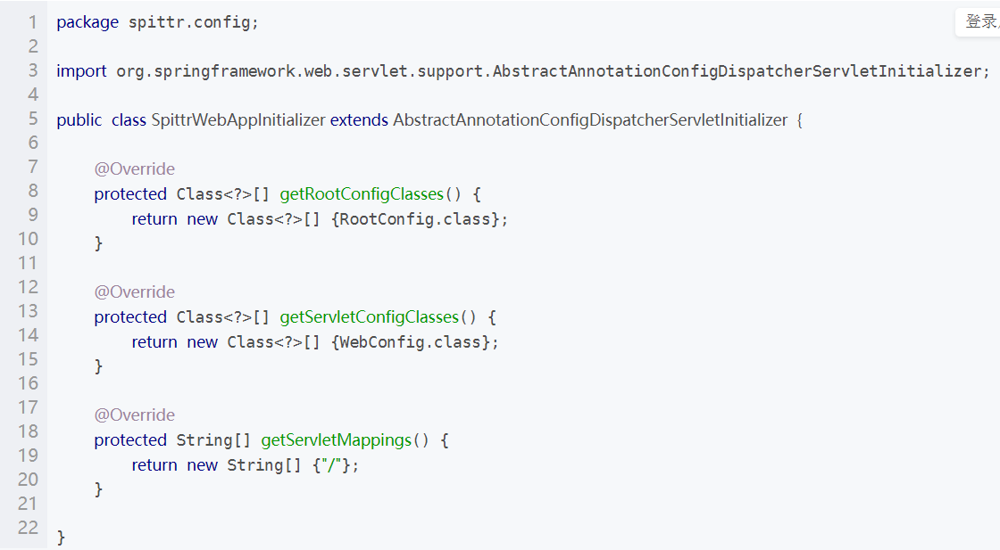 1 package spittr.config;
登录
2
3 import org.springframework.web.servlet.support.AbstractAnnotationConfigDispatcherServletInitializer;
4
5 public class SpittrWebAppInitializer extends AbstractAnnotationConfigDispatcherServletInitializer {
6
7 @Override
8 protected Class<?>[] getRootConfigClasses() {
9 return new Class<?>[] {RootConfig.class};
10 }
11
12 @Override
13 protected Class<?>[] getServletConfigClasses() {
14 return new Class<?>[] {WebConfig.class};
15 }
16
17 @Override
18 protected String[] getServletMappings() {
19 return new String[] {"/"};
20 }
21
22 }